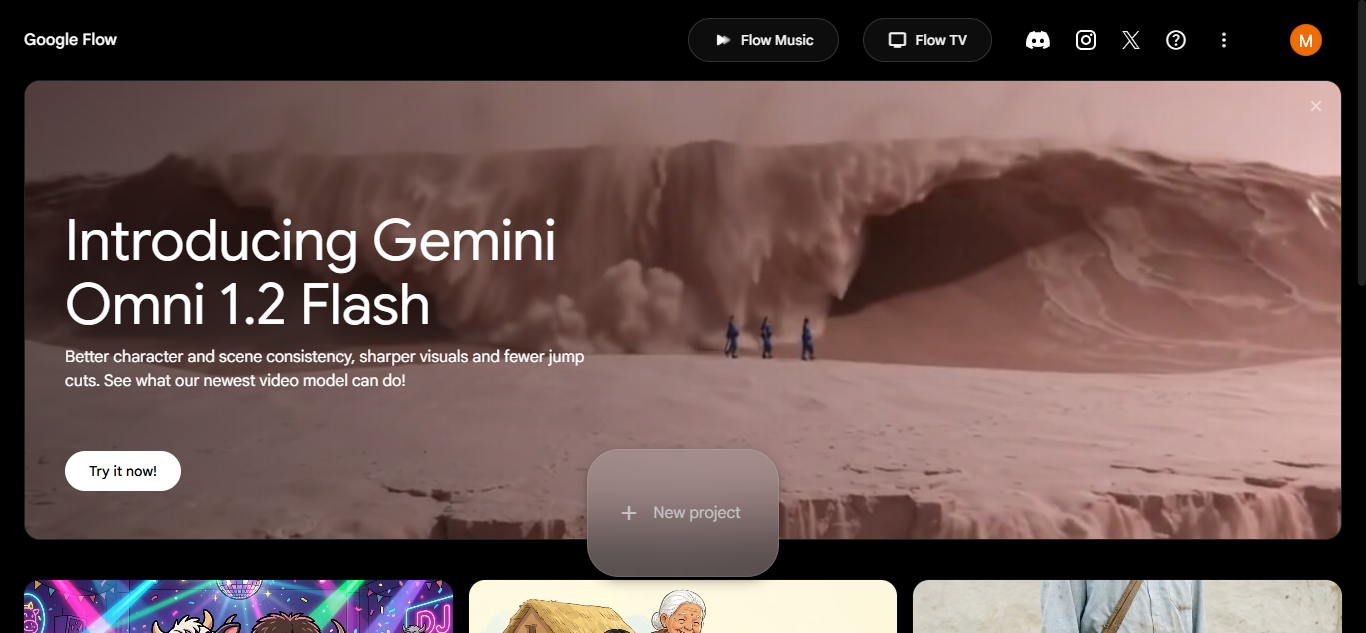 Google Flow
Flow Music
Flow TV
M
Introducing Gemini
Omni 1.2 Flash
Better character and scene consistency, sharper visuals and fewer jump
cuts. See what our newest video model can do!
Try it now!
New project
DJ